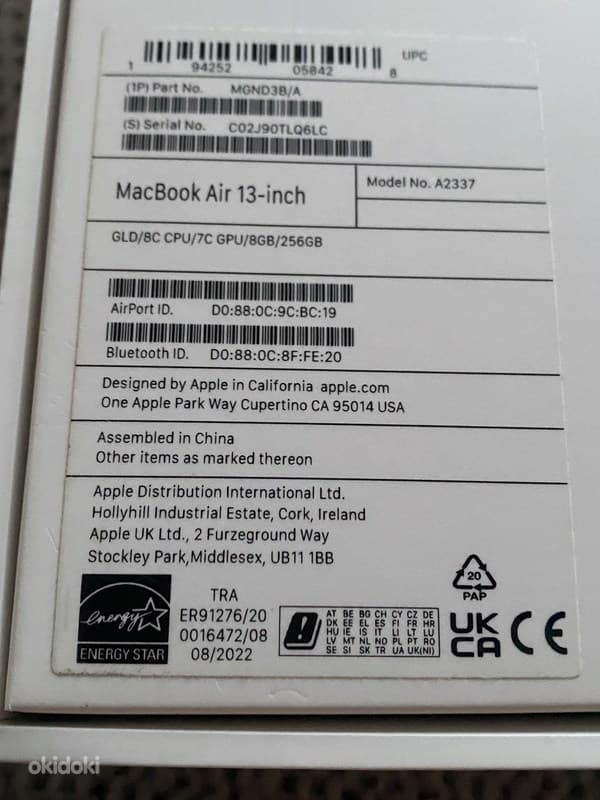 1 94252 05842 8 UPC
(1P) Part No. MGND3B/A
(S) Serial No. C02J90TLQ6LC
MacBook Air 13-inch
Model No. A2337
GLD/8C CPU/7C GPU/8GB/256GB
AirPort ID. D0:88:0C:9C:BC:19
Bluetooth ID. D0:88:0C:8F:FE:20
Designed by Apple in California apple.com
One Apple Park Way Cupertino CA 95014 USA
Assembled in China
Other items as marked thereon
Apple Distribution International Ltd.
Hollyhill Industrial Estate, Cork, Ireland
Apple UK Ltd., 2 Furzeground Way
Stockley Park,Middlesex, UB11 1BB
energy
ENERGY STAR
TRA
ER91276/20
0016472/08
08/2022
AT BE BG CH CY CZ DE
DK EE EL ES FI FR HR
HU IE IS IT LI LT LU
LV MT NL NO PL PT RO
SE SI SK TR UA UK(NI)
20
PAP
UK
CA
CE
okidoki